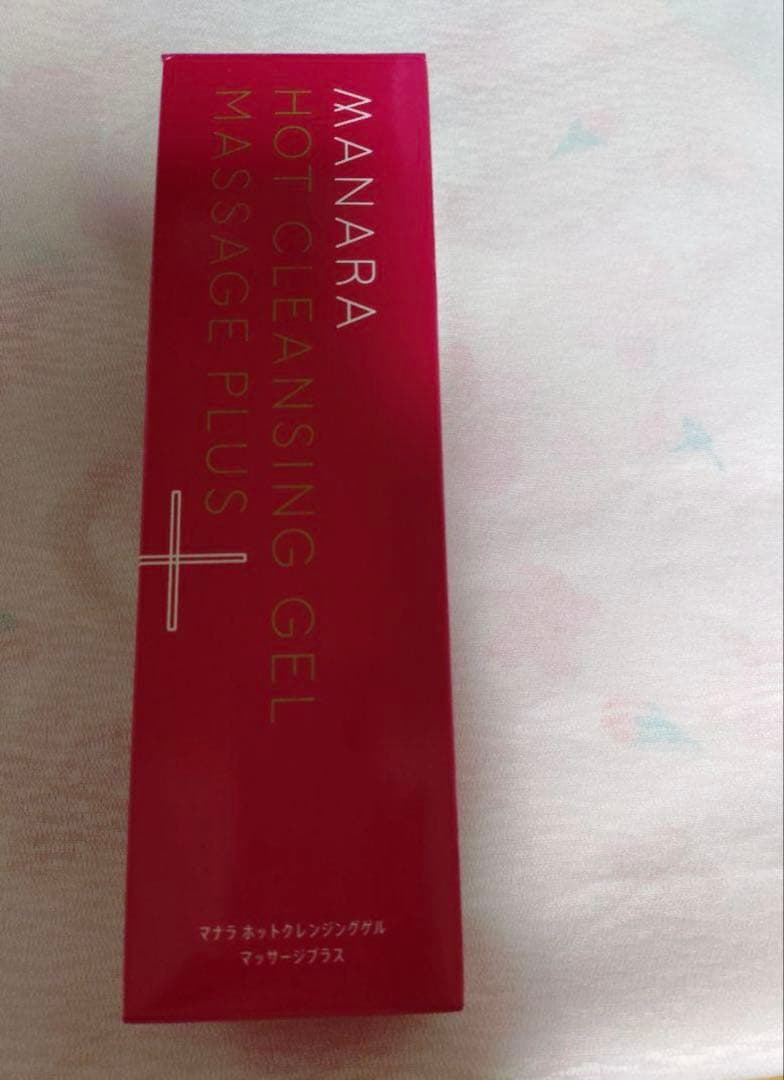 MANARA
HOT CLEANSING GEL
MASSAGE PLUS
マナラ ホットクレンジングゲル
マッサージプラス